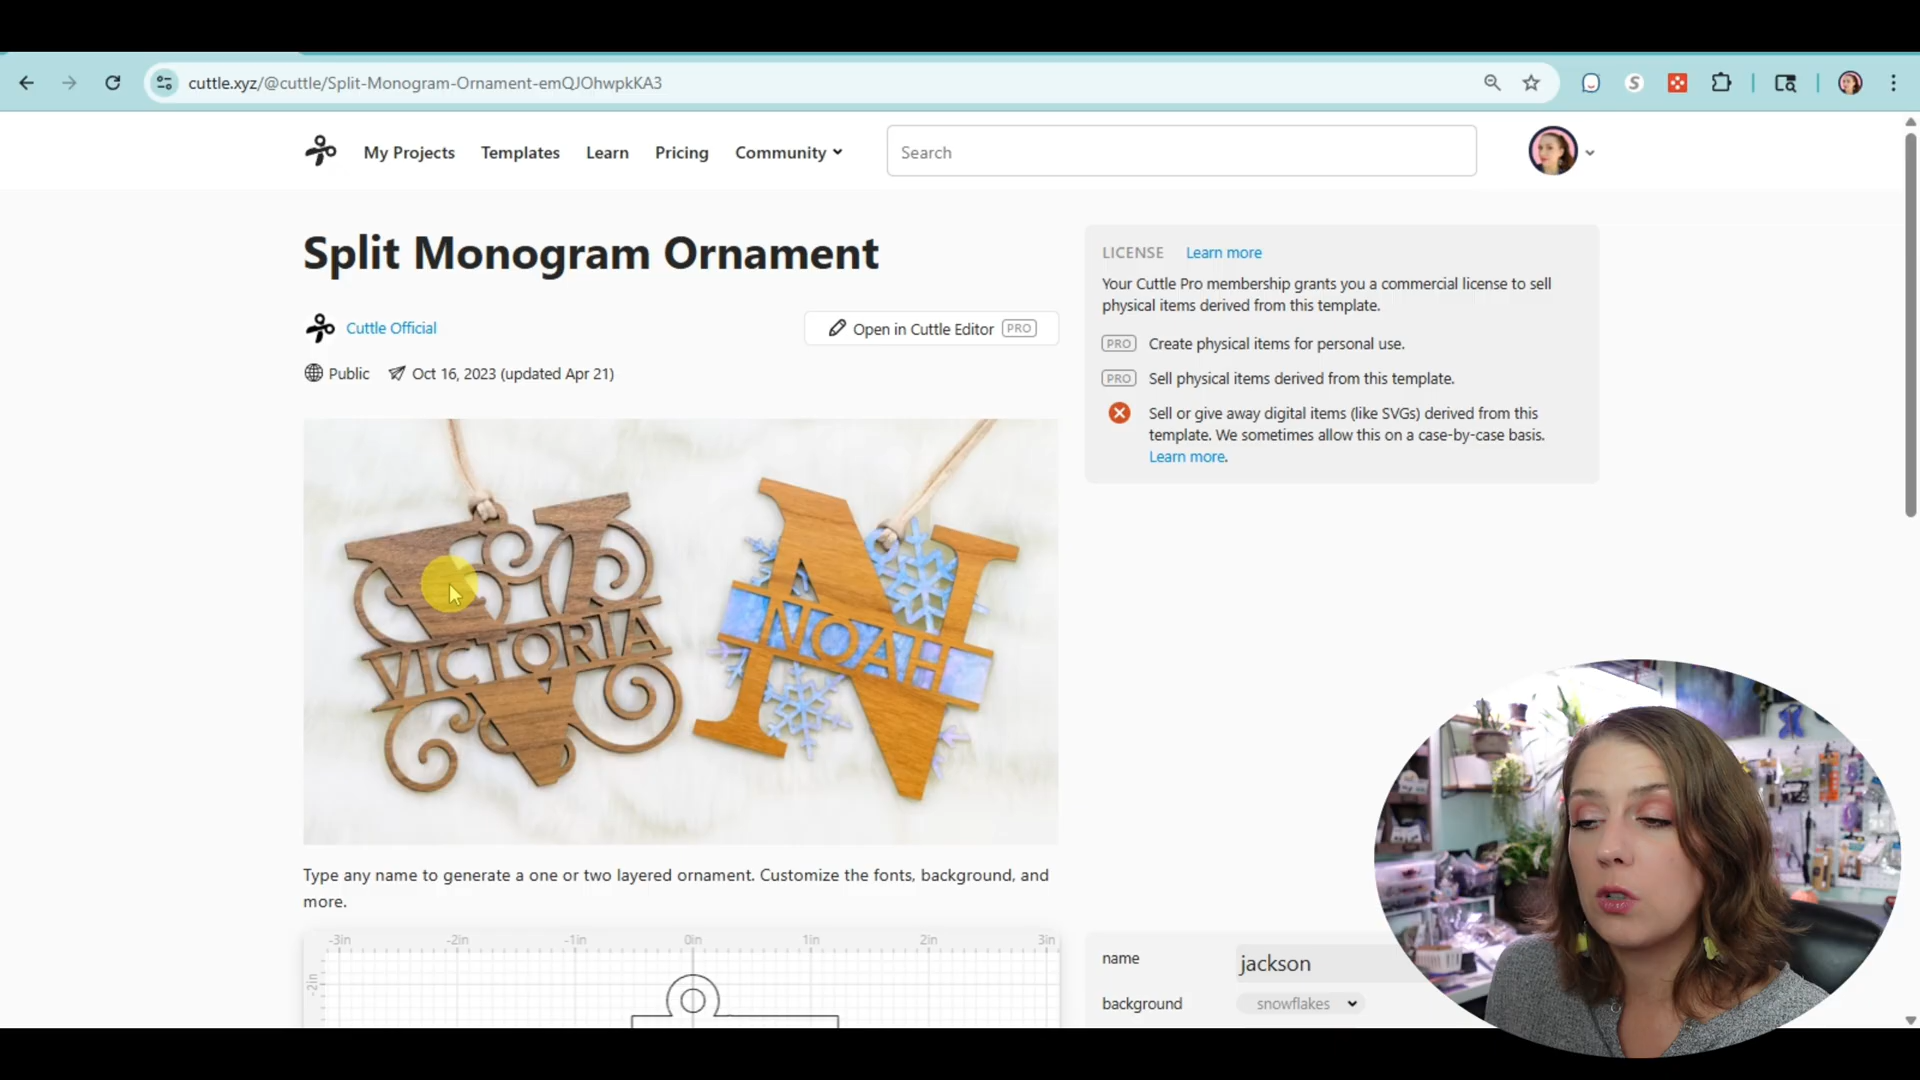 cuttle.xyz/@cuttle/Split-Monogram-Ornament-emQJOhwpkKA3
My Projects Templates Learn Pricing Community Search
Split Monogram Ornament
Cuttle Official
Open in Cuttle Editor PRO
Public Oct 16, 2023 (updated Apr 21)
LICENSE Learn more
Your Cuttle Pro membership grants you a commercial license to sell
physical items derived from this template.
PRO Create physical items for personal use.
PRO Sell physical items derived from this template.
Sell or give away digital items (like SVGs) derived from this
template. We sometimes allow this on a case-by-case basis.
Learn more.
VICTORIA
NOAH
Type any name to generate a one or two layered ornament. Customize the fonts, background, and
more.
-3in -2in -1in 0in 1in 2in 3in
-2in
name jackson
background snowflakes